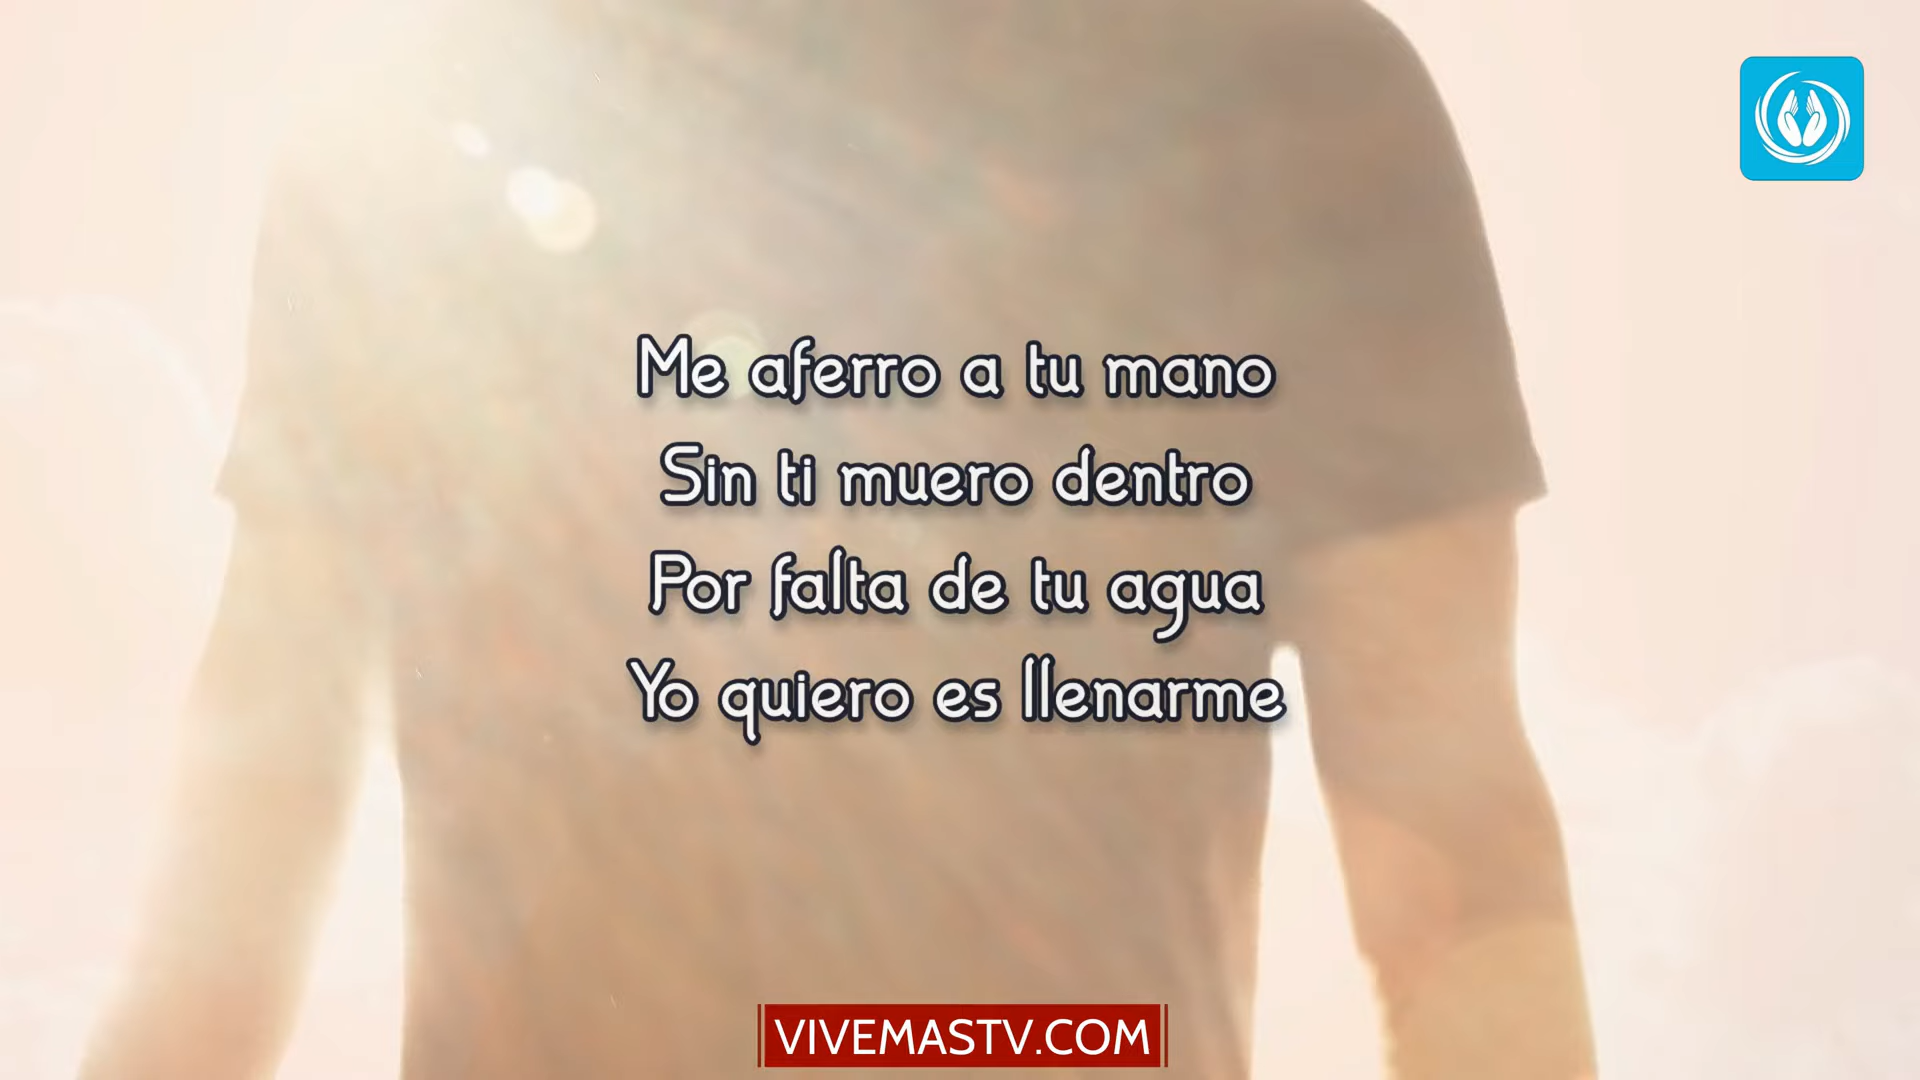 Me aferro a tu mano
Sin ti muero dentro
Por falta de tu agua
Yo quiero es llenarme
VIVEMASTV.COM